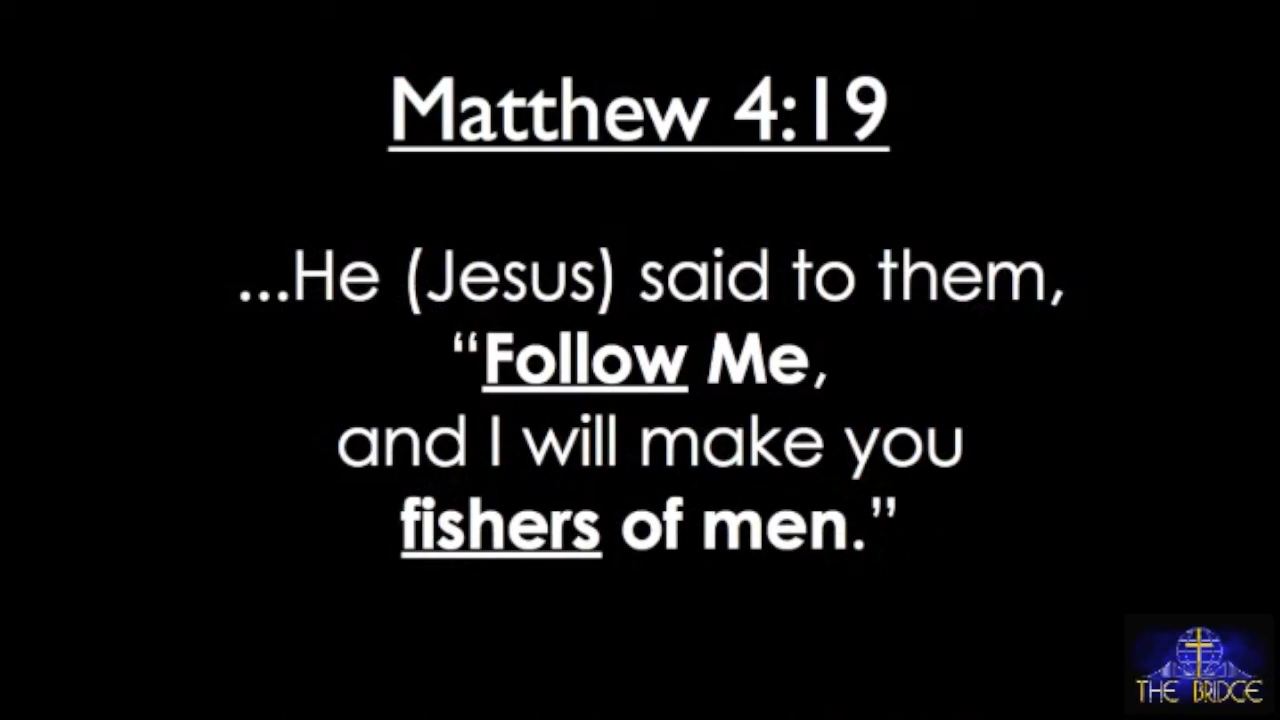 Matthew 4:19
...He (Jesus) said to them,
“Follow Me,
and I will make you
fishers of men.”
THE BRIDGE